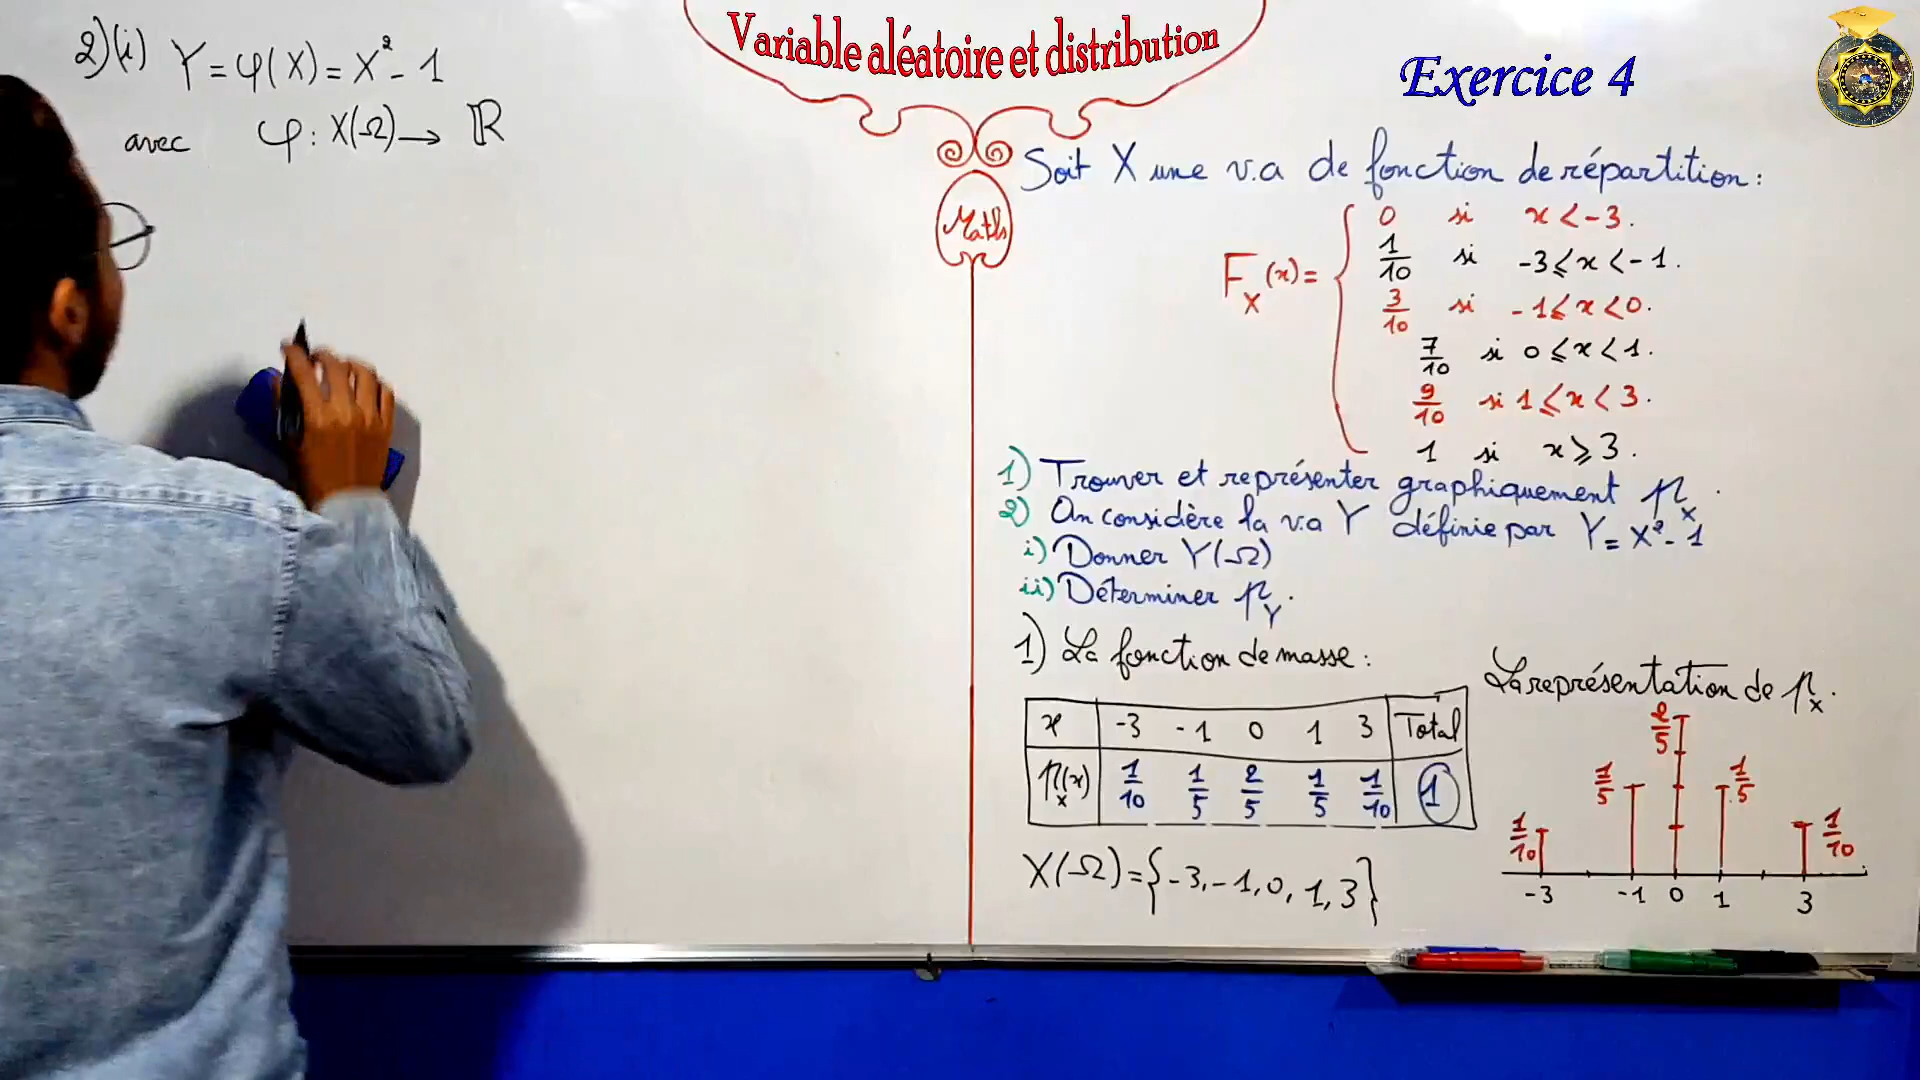 Variable aléatoire et distribution
Exercice 4
Maths
2)(i) Y = φ(X) = X² - 1
avec φ : X(Ω) → ℝ
Soit X une v.a de fonction de répartition :
F_X(x) = { 0 si x < -3.
1/10 si -3 ≤ x < -1.
3/10 si -1 ≤ x < 0.
7/10 si 0 ≤ x < 1.
9/10 si 1 ≤ x < 3.
1 si x ≥ 3.
1) Trouver et représenter graphiquement p_X.
2) On considère la v.a Y définie par Y = X² - 1
i) Donner Y(Ω)
ii) Déterminer p_Y.
1) La fonction de masse :
x -3 -1 0 1 3 Total
p_X(x) 1/10 1/5 2/5 1/5 1/10 1
X(Ω) = {-3, -1, 0, 1, 3}
La représentation de p_X.
2/5
1/5 1/5
1/10 1/10
-3 -1 0 1 3